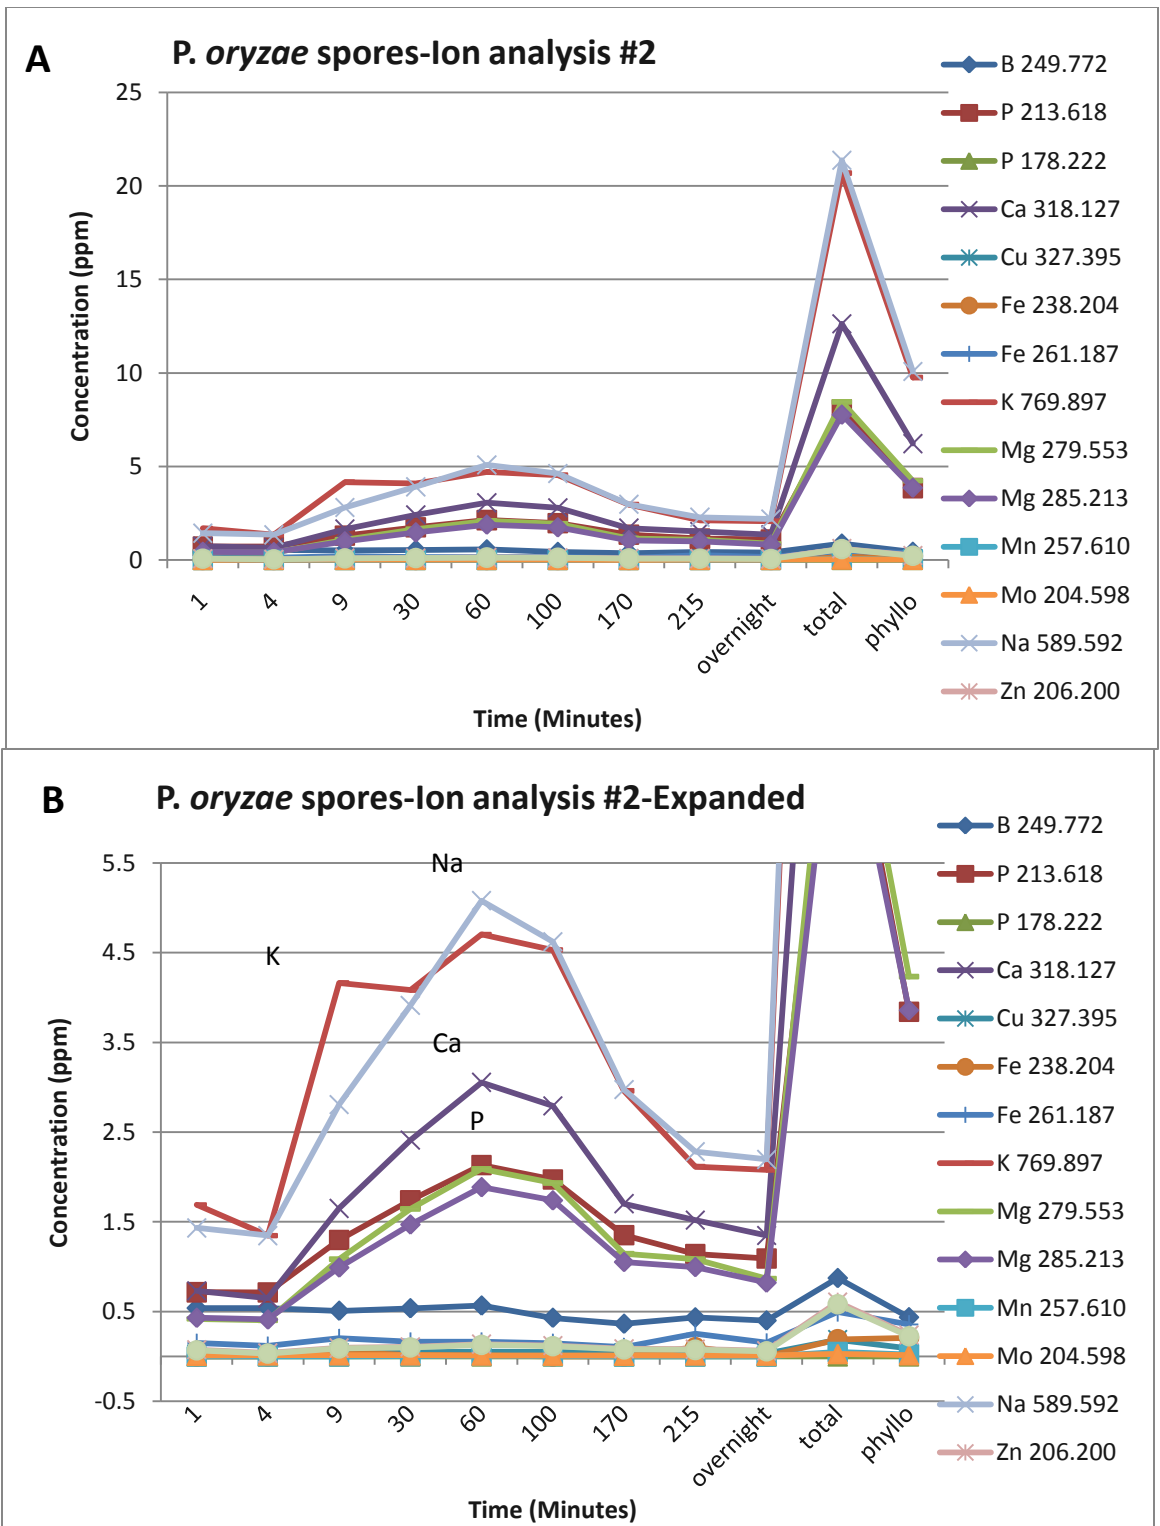 A
P. oryzae spores-Ion analysis #2
25
20
15
10
5
0
Concentration (ppm)
1
4
9
30
60
100
170
215
overnight
total
phyllo
Time (Minutes)
B 249.772
P 213.618
P 178.222
Ca 318.127
Cu 327.395
Fe 238.204
Fe 261.187
K 769.897
Mg 279.553
Mg 285.213
Mn 257.610
Mo 204.598
Na 589.592
Zn 206.200
B
P. oryzae spores-Ion analysis #2-Expanded
5.5
4.5
3.5
2.5
1.5
0.5
-0.5
Concentration (ppm)
Na
K
Ca
P
1
4
9
30
60
100
170
215
overnight
total
phyllo
Time (Minutes)
B 249.772
P 213.618
P 178.222
Ca 318.127
Cu 327.395
Fe 238.204
Fe 261.187
K 769.897
Mg 279.553
Mg 285.213
Mn 257.610
Mo 204.598
Na 589.592
Zn 206.200